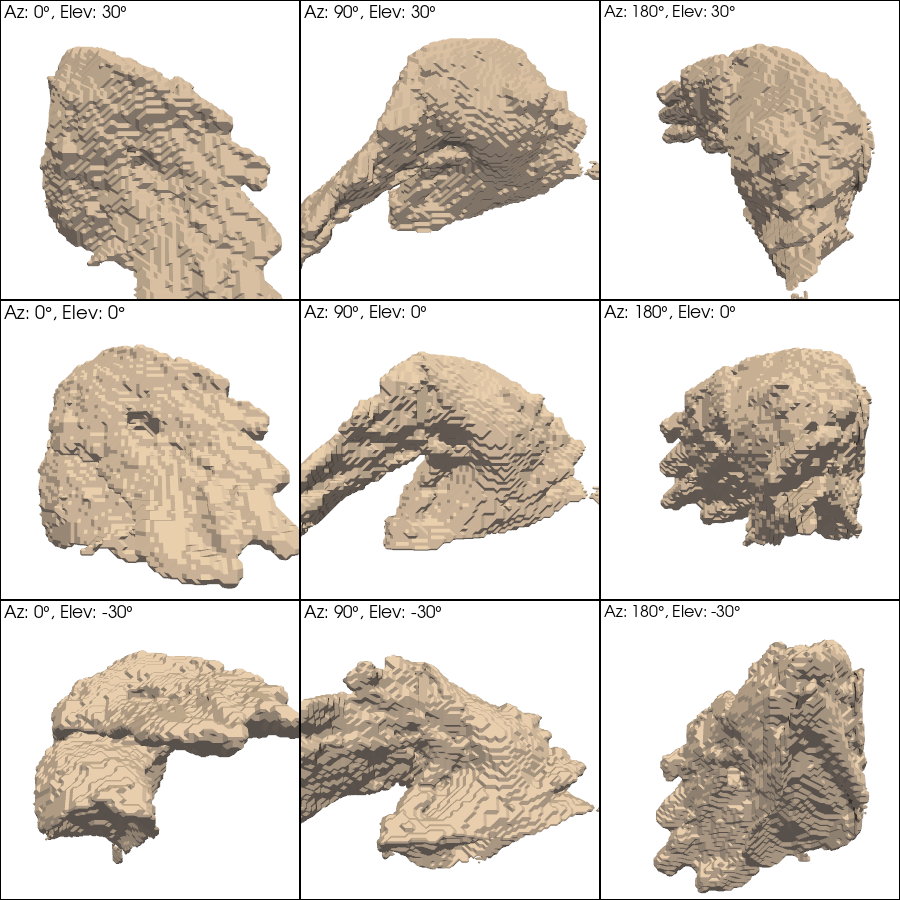 Az: 0°, Elev: 30°
Az: 90°, Elev: 30°
Az: 180°, Elev: 30°
Az: 0°, Elev: 0°
Az: 90°, Elev: 0°
Az: 180°, Elev: 0°
Az: 0°, Elev: -30°
Az: 90°, Elev: -30°
Az: 180°, Elev: -30°